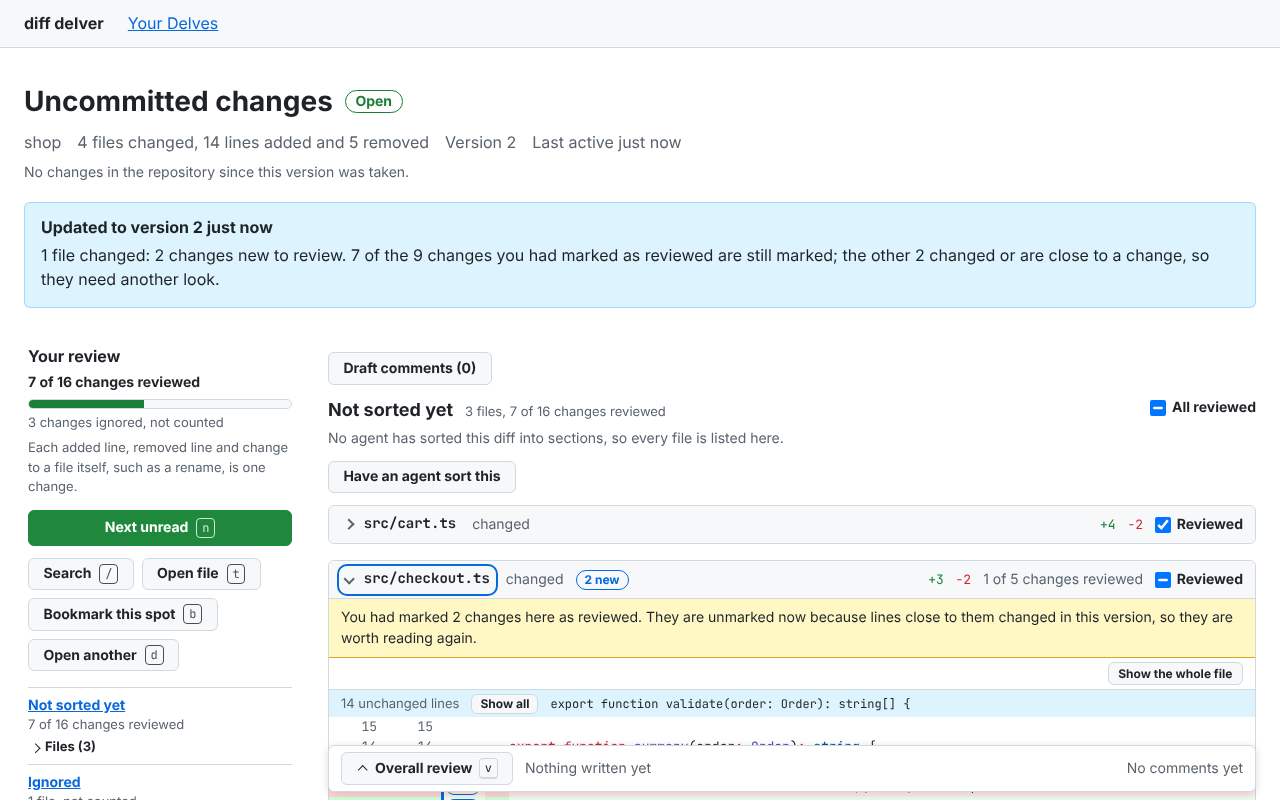 diff delver Your Delves
Uncommitted changes Open
shop 4 files changed, 14 lines added and 5 removed Version 2 Last active just now
No changes in the repository since this version was taken.
Updated to version 2 just now
1 file changed: 2 changes new to review. 7 of the 9 changes you had marked as reviewed are still marked; the other 2 changed or are close to a change, so
they need another look.
Your review
7 of 16 changes reviewed
3 changes ignored, not counted
Each added line, removed line and change
to a file itself, such as a rename, is one
change.
Next unread n
Search / Open file t
Bookmark this spot b
Open another d
Not sorted yet
7 of 16 changes reviewed
Files (3)
Ignored
1 file, not counted
Draft comments (0)
Not sorted yet 3 files, 7 of 16 changes reviewed All reviewed
No agent has sorted this diff into sections, so every file is listed here.
Have an agent sort this
src/cart.ts changed +4 -2 Reviewed
src/checkout.ts changed 2 new +3 -2 1 of 5 changes reviewed Reviewed
You had marked 2 changes here as reviewed. They are unmarked now because lines close to them changed in this version, so they are
worth reading again.
Show the whole file
14 unchanged lines Show all export function validate(order: Order): string[] {
15 15
16 16 export function summary(order: Order): string {
Overall review v Nothing written yet No comments yet